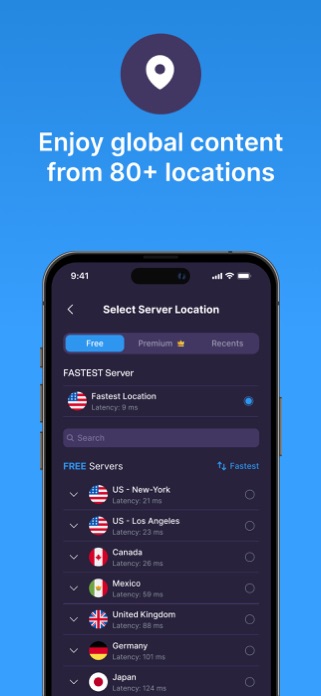 Enjoy global content
from 80+ locations
9:41
Select Server Location
Free Premium Recents
FASTEST Server
Fastest Location
Latency: 9 ms
Search
FREE Servers Fastest
US - New-York
Latency: 21 ms
US - Los Angeles
Latency: 23 ms
Canada
Latency: 26 ms
Mexico
Latency: 59 ms
United Kingdom
Latency: 88 ms
Germany
Latency: 101 ms
Japan
Latency: 124 ms